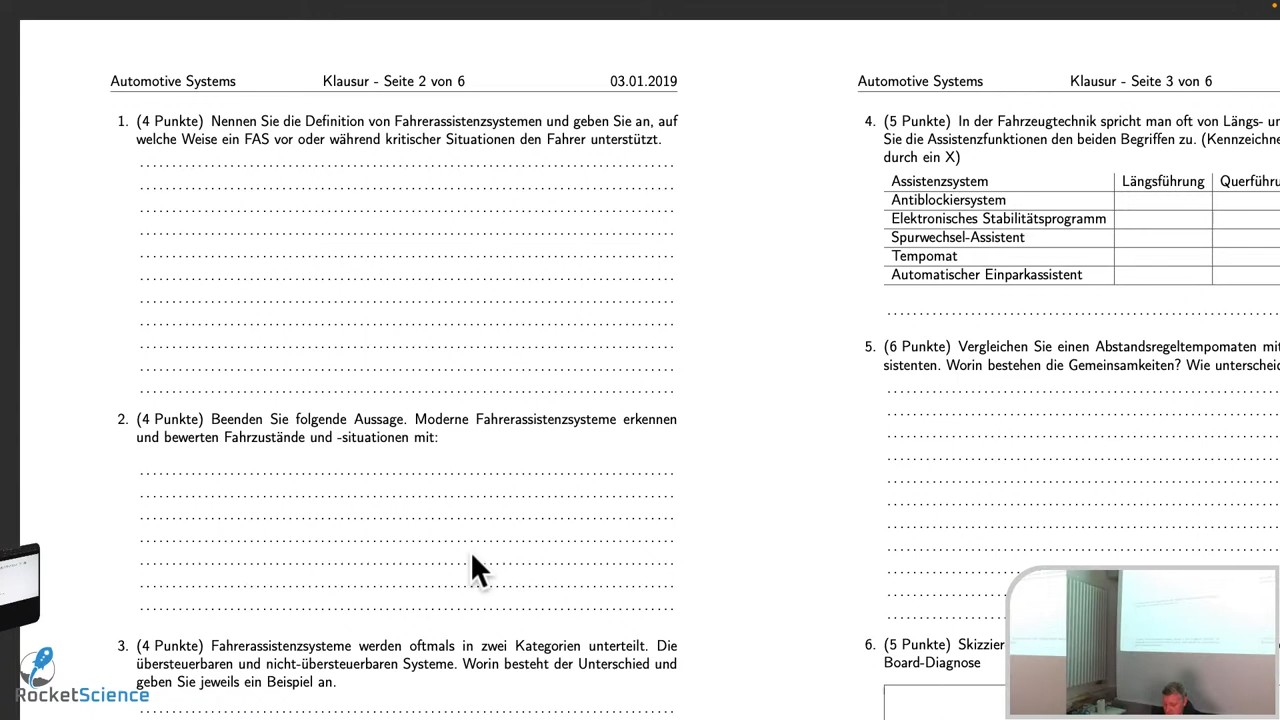 Automotive Systems Klausur - Seite 2 von 6 03.01.2019
1. (4 Punkte) Nennen Sie die Definition von Fahrerassistenzsystemen und geben Sie an, auf
welche Weise ein FAS vor oder während kritischer Situationen den Fahrer unterstützt.
2. (4 Punkte) Beenden Sie folgende Aussage. Moderne Fahrerassistenzsysteme erkennen
und bewerten Fahrzustände und -situationen mit:
3. (4 Punkte) Fahrerassistenzsysteme werden oftmals in zwei Kategorien unterteilt. Die
übersteuerbaren und nicht-übersteuerbaren Systeme. Worin besteht der Unterschied und
geben Sie jeweils ein Beispiel an.
Automotive Systems Klausur - Seite 3 von 6
4. (5 Punkte) In der Fahrzeugtechnik spricht man oft von Längs- u
Sie die Assistenzfunktionen den beiden Begriffen zu. (Kennzeichne
durch ein X)
Assistenzsystem Längsführung Querführu
Antiblockiersystem
Elektronisches Stabilitätsprogramm
Spurwechsel-Assistent
Tempomat
Automatischer Einparkassistent
5. (6 Punkte) Vergleichen Sie einen Abstandsregeltempomaten mit
sistenten. Worin bestehen die Gemeinsamkeiten? Wie unterscheid
6. (5 Punkte) Skizzier
Board-Diagnose
RocketScience